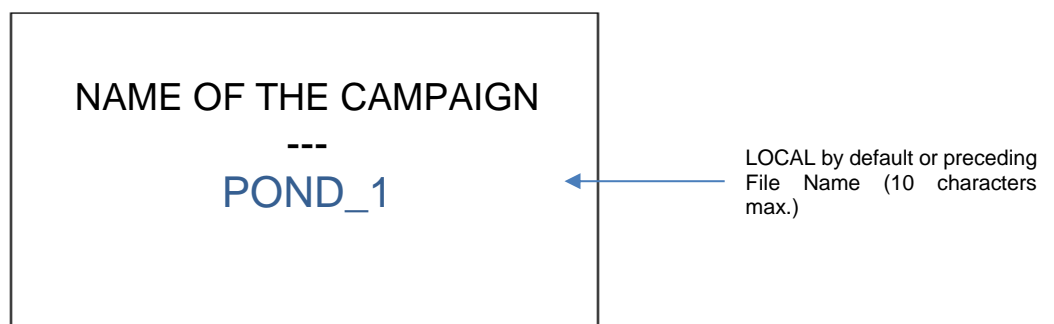 NAME OF THE CAMPAIGN
---
POND_1
LOCAL by default or preceding
File Name (10 characters
max.)